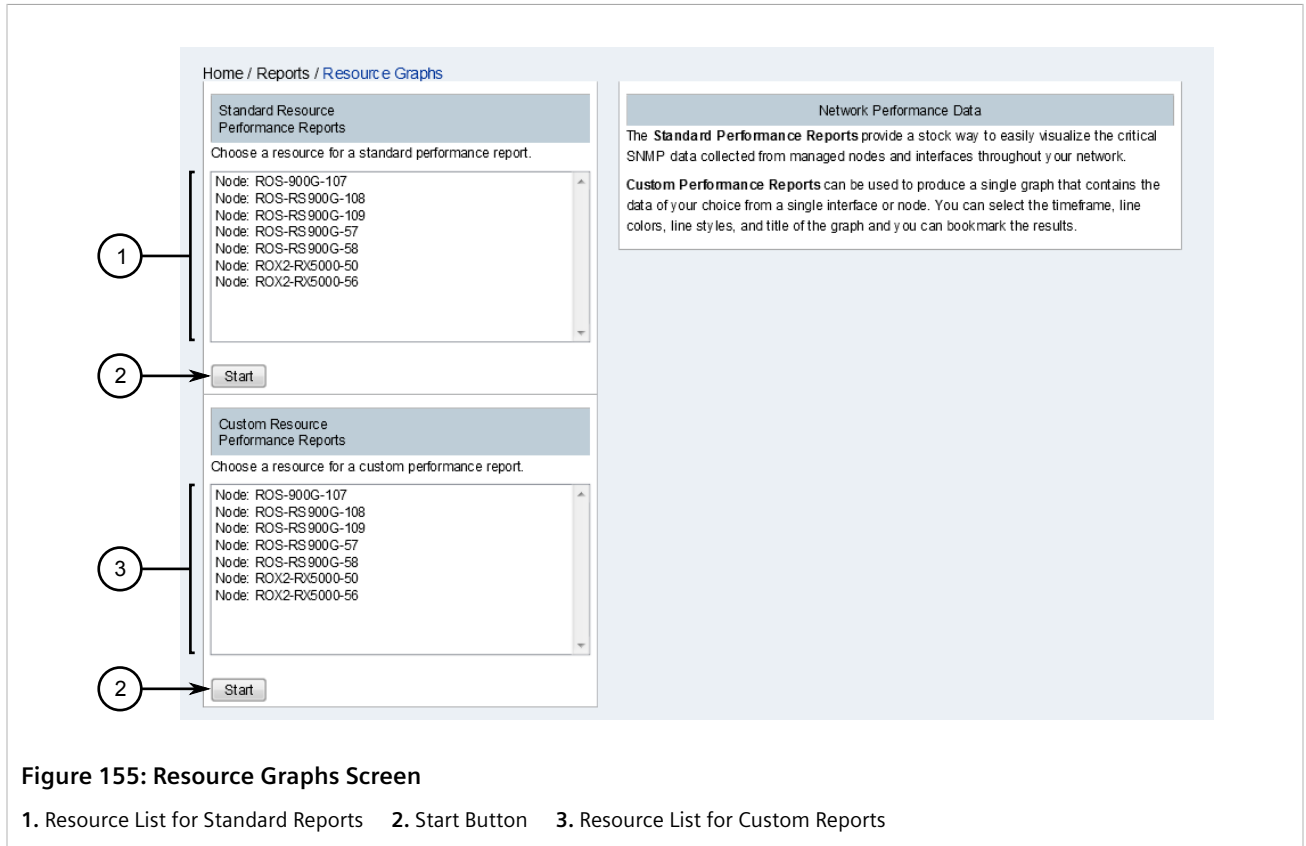 Home / Reports / Resource Graphs
Standard Resource
Performance Reports
Choose a resource for a standard performance report.
Node: ROS-900G-107
Node: ROS-RS900G-108
Node: ROS-RS900G-109
Node: ROS-RS900G-57
Node: ROS-RS900G-58
Node: ROX2-RX5000-50
Node: ROX2-RX5000-56
1
2
Start
Custom Resource
Performance Reports
Choose a resource for a custom performance report.
Node: ROS-900G-107
Node: ROS-RS900G-108
Node: ROS-RS900G-109
Node: ROS-RS900G-57
Node: ROS-RS900G-58
Node: ROX2-RX5000-50
Node: ROX2-RX5000-56
3
2
Start
Network Performance Data
The Standard Performance Reports provide a stock way to easily visualize the critical
SNMP data collected from managed nodes and interfaces throughout your network.
Custom Performance Reports can be used to produce a single graph that contains the
data of your choice from a single interface or node. You can select the timeframe, line
colors, line styles, and title of the graph and you can bookmark the results.
Figure 155: Resource Graphs Screen
1. Resource List for Standard Reports 2. Start Button 3. Resource List for Custom Reports